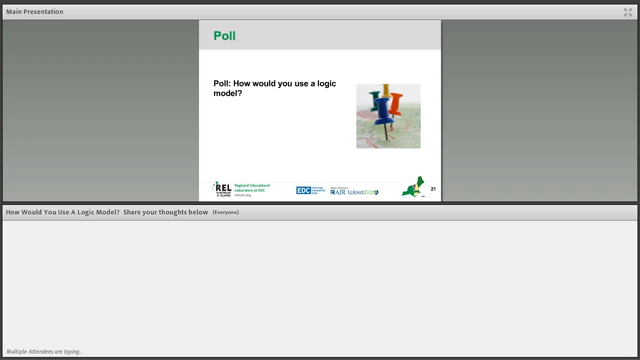 Main Presentation
Poll
Poll: How would you use a logic
model?
REL
Regional Educational
Laboratory at EDC
EDC
AIR WestEd
21
How Would You Use A Logic Model? Share your thoughts below (Everyone)
Multiple Attendees are typing...